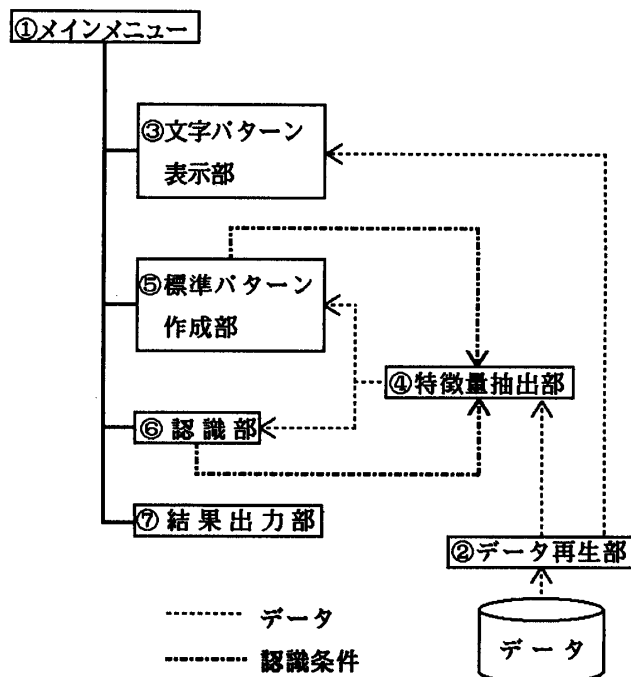 ①メインメニュー
③文字パターン
表示部
⑤標準パターン
作成部
④特徴量抽出部
⑥認識部
⑦結果出力部
②データ再生部
データ
データ
認識条件